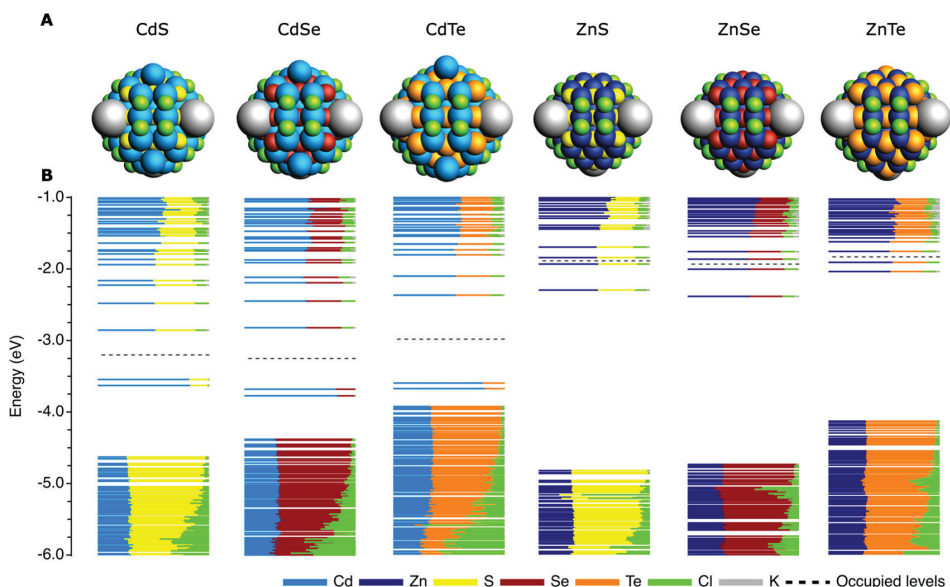 A
CdS CdSe CdTe ZnS ZnSe ZnTe
B
-1.0
-2.0
-3.0
-4.0
-5.0
-6.0
Energy (eV)
Cd Zn S Se Te Cl K Occupied levels